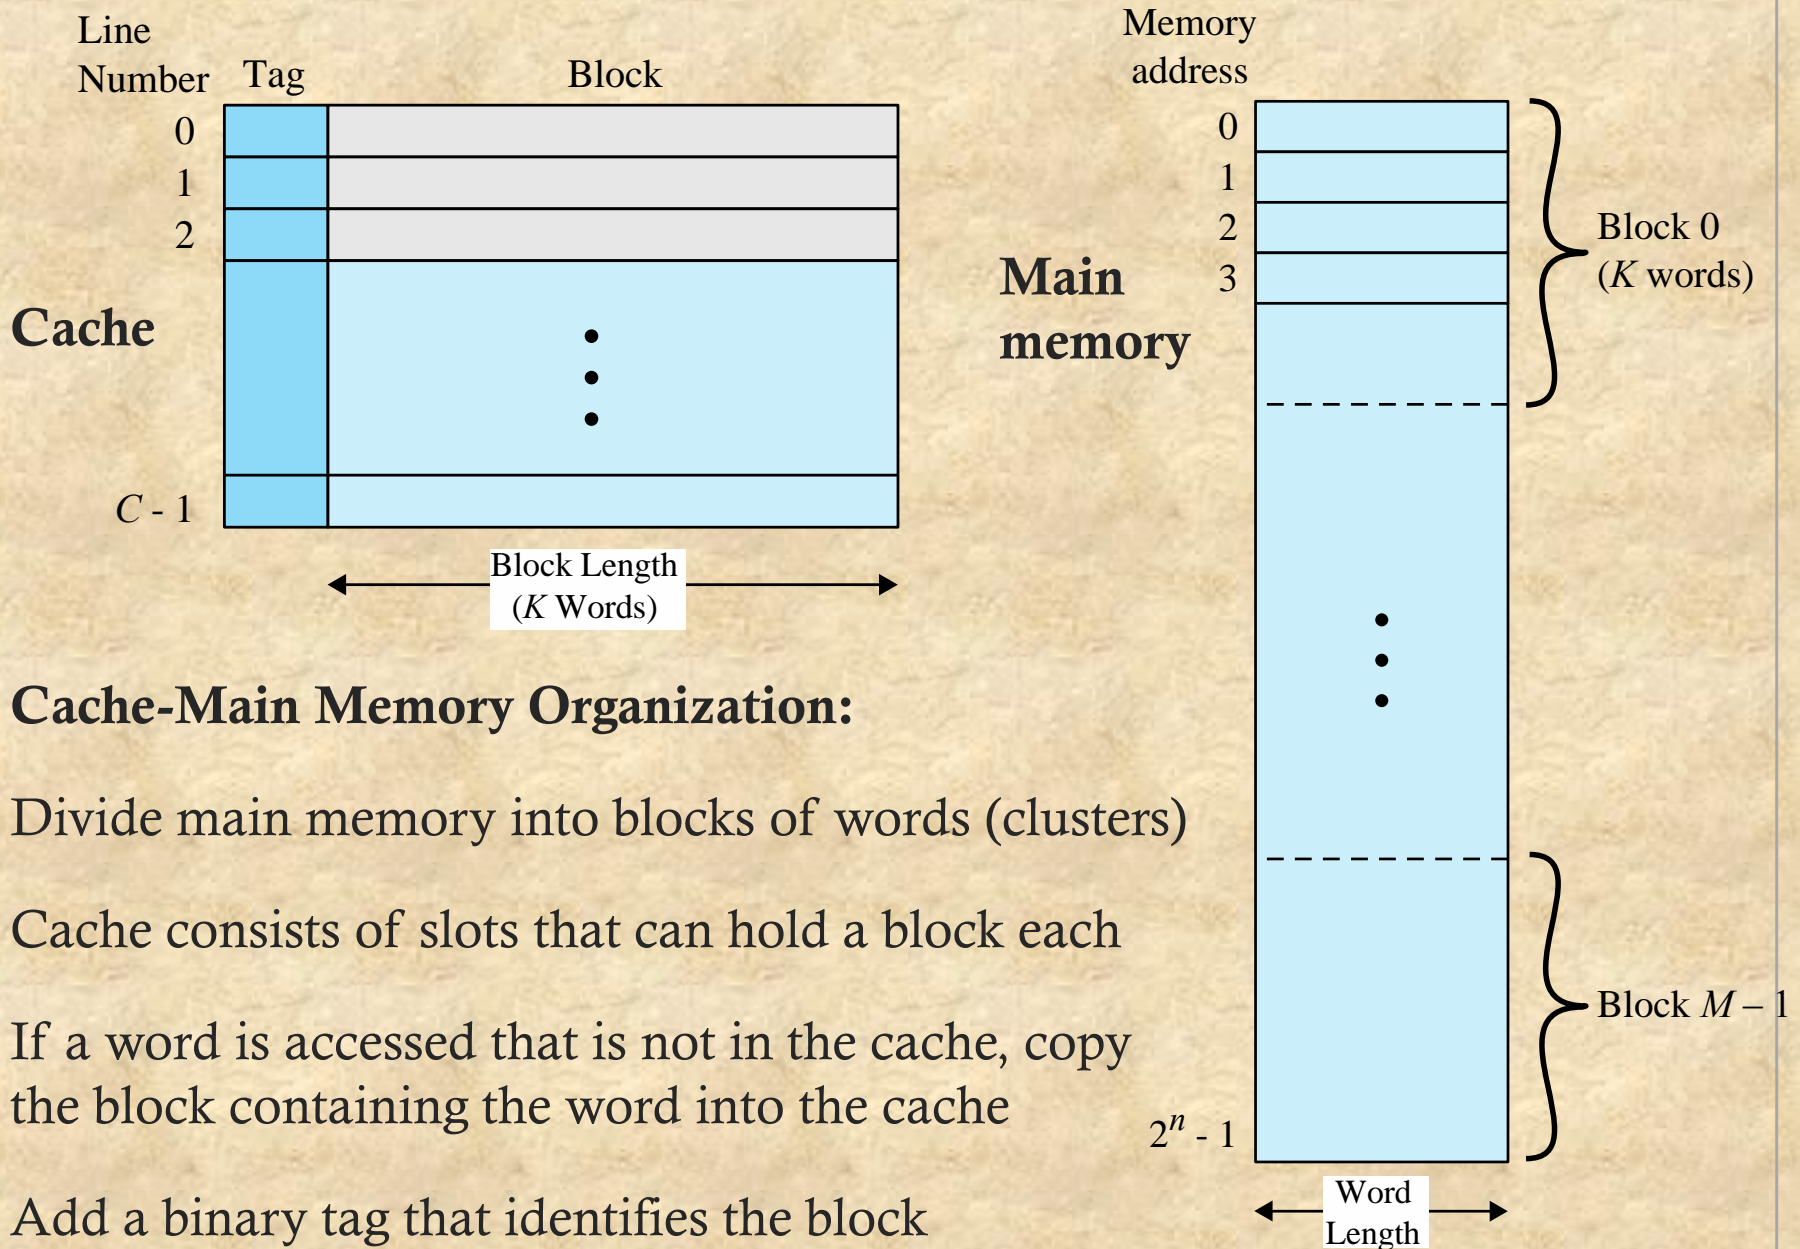 Line
Number
Tag
Block
0
1
2
C - 1
Cache
Block Length
(K Words)
Memory
address
0
1
2
3
Main
memory
Block 0
(K words)
Block M – 1
2ⁿ - 1
Word
Length
Cache-Main Memory Organization:
Divide main memory into blocks of words (clusters)
Cache consists of slots that can hold a block each
If a word is accessed that is not in the cache, copy
the block containing the word into the cache
Add a binary tag that identifies the block